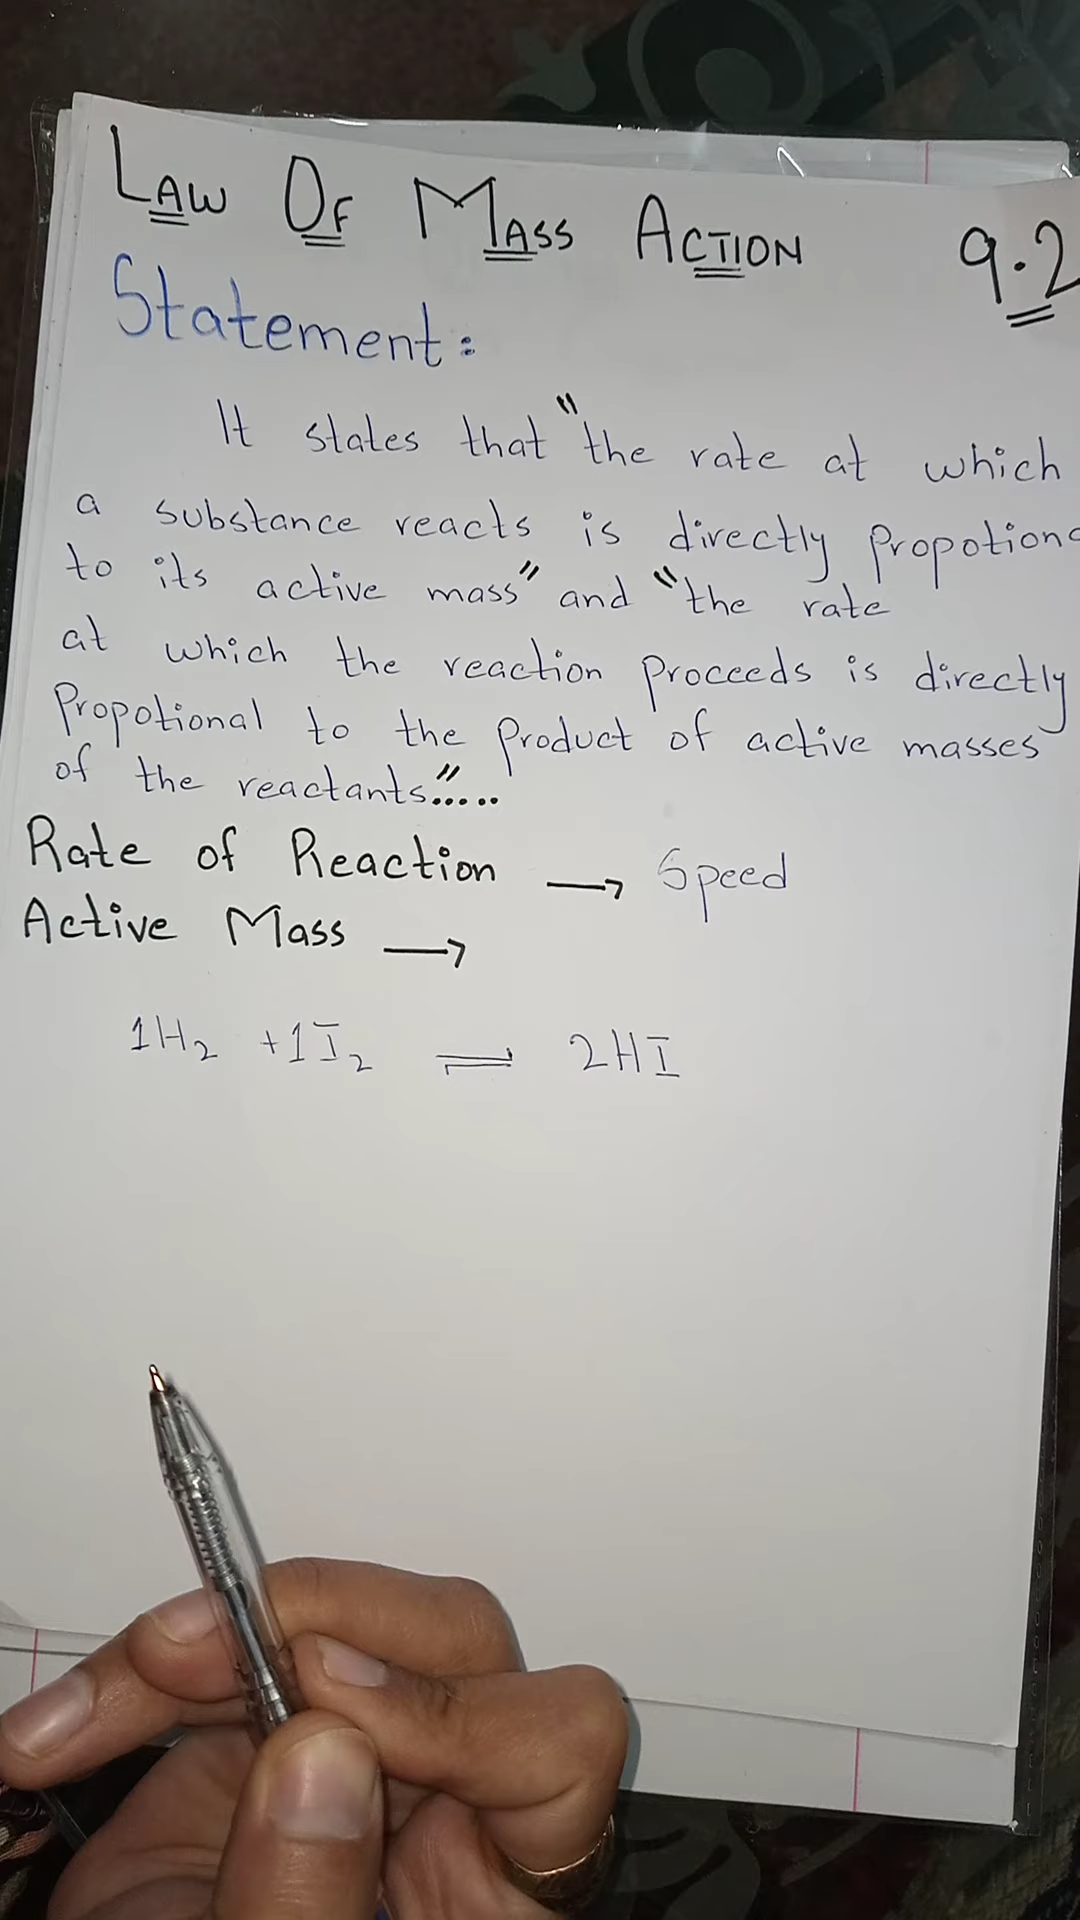 LAW OF MASS ACTION 9.2
Statement:
It states that "the rate at which
a substance reacts is directly Propotiona
to its active mass" and "the rate
at which the reaction Proceeds is directly
Propotional to the Product of active masses
of the reactants".....
Rate of Reaction → Speed
Active Mass →
1H₂ +1I₂ ⇌ 2HI